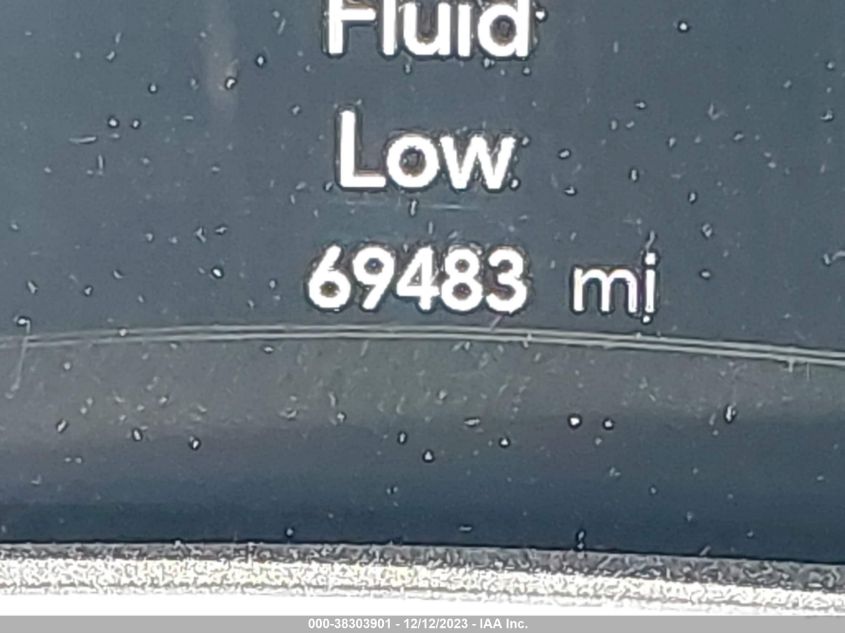 Fluid
Low
69483 mi
000-38303901 - 12/12/2023 - IAA Inc.